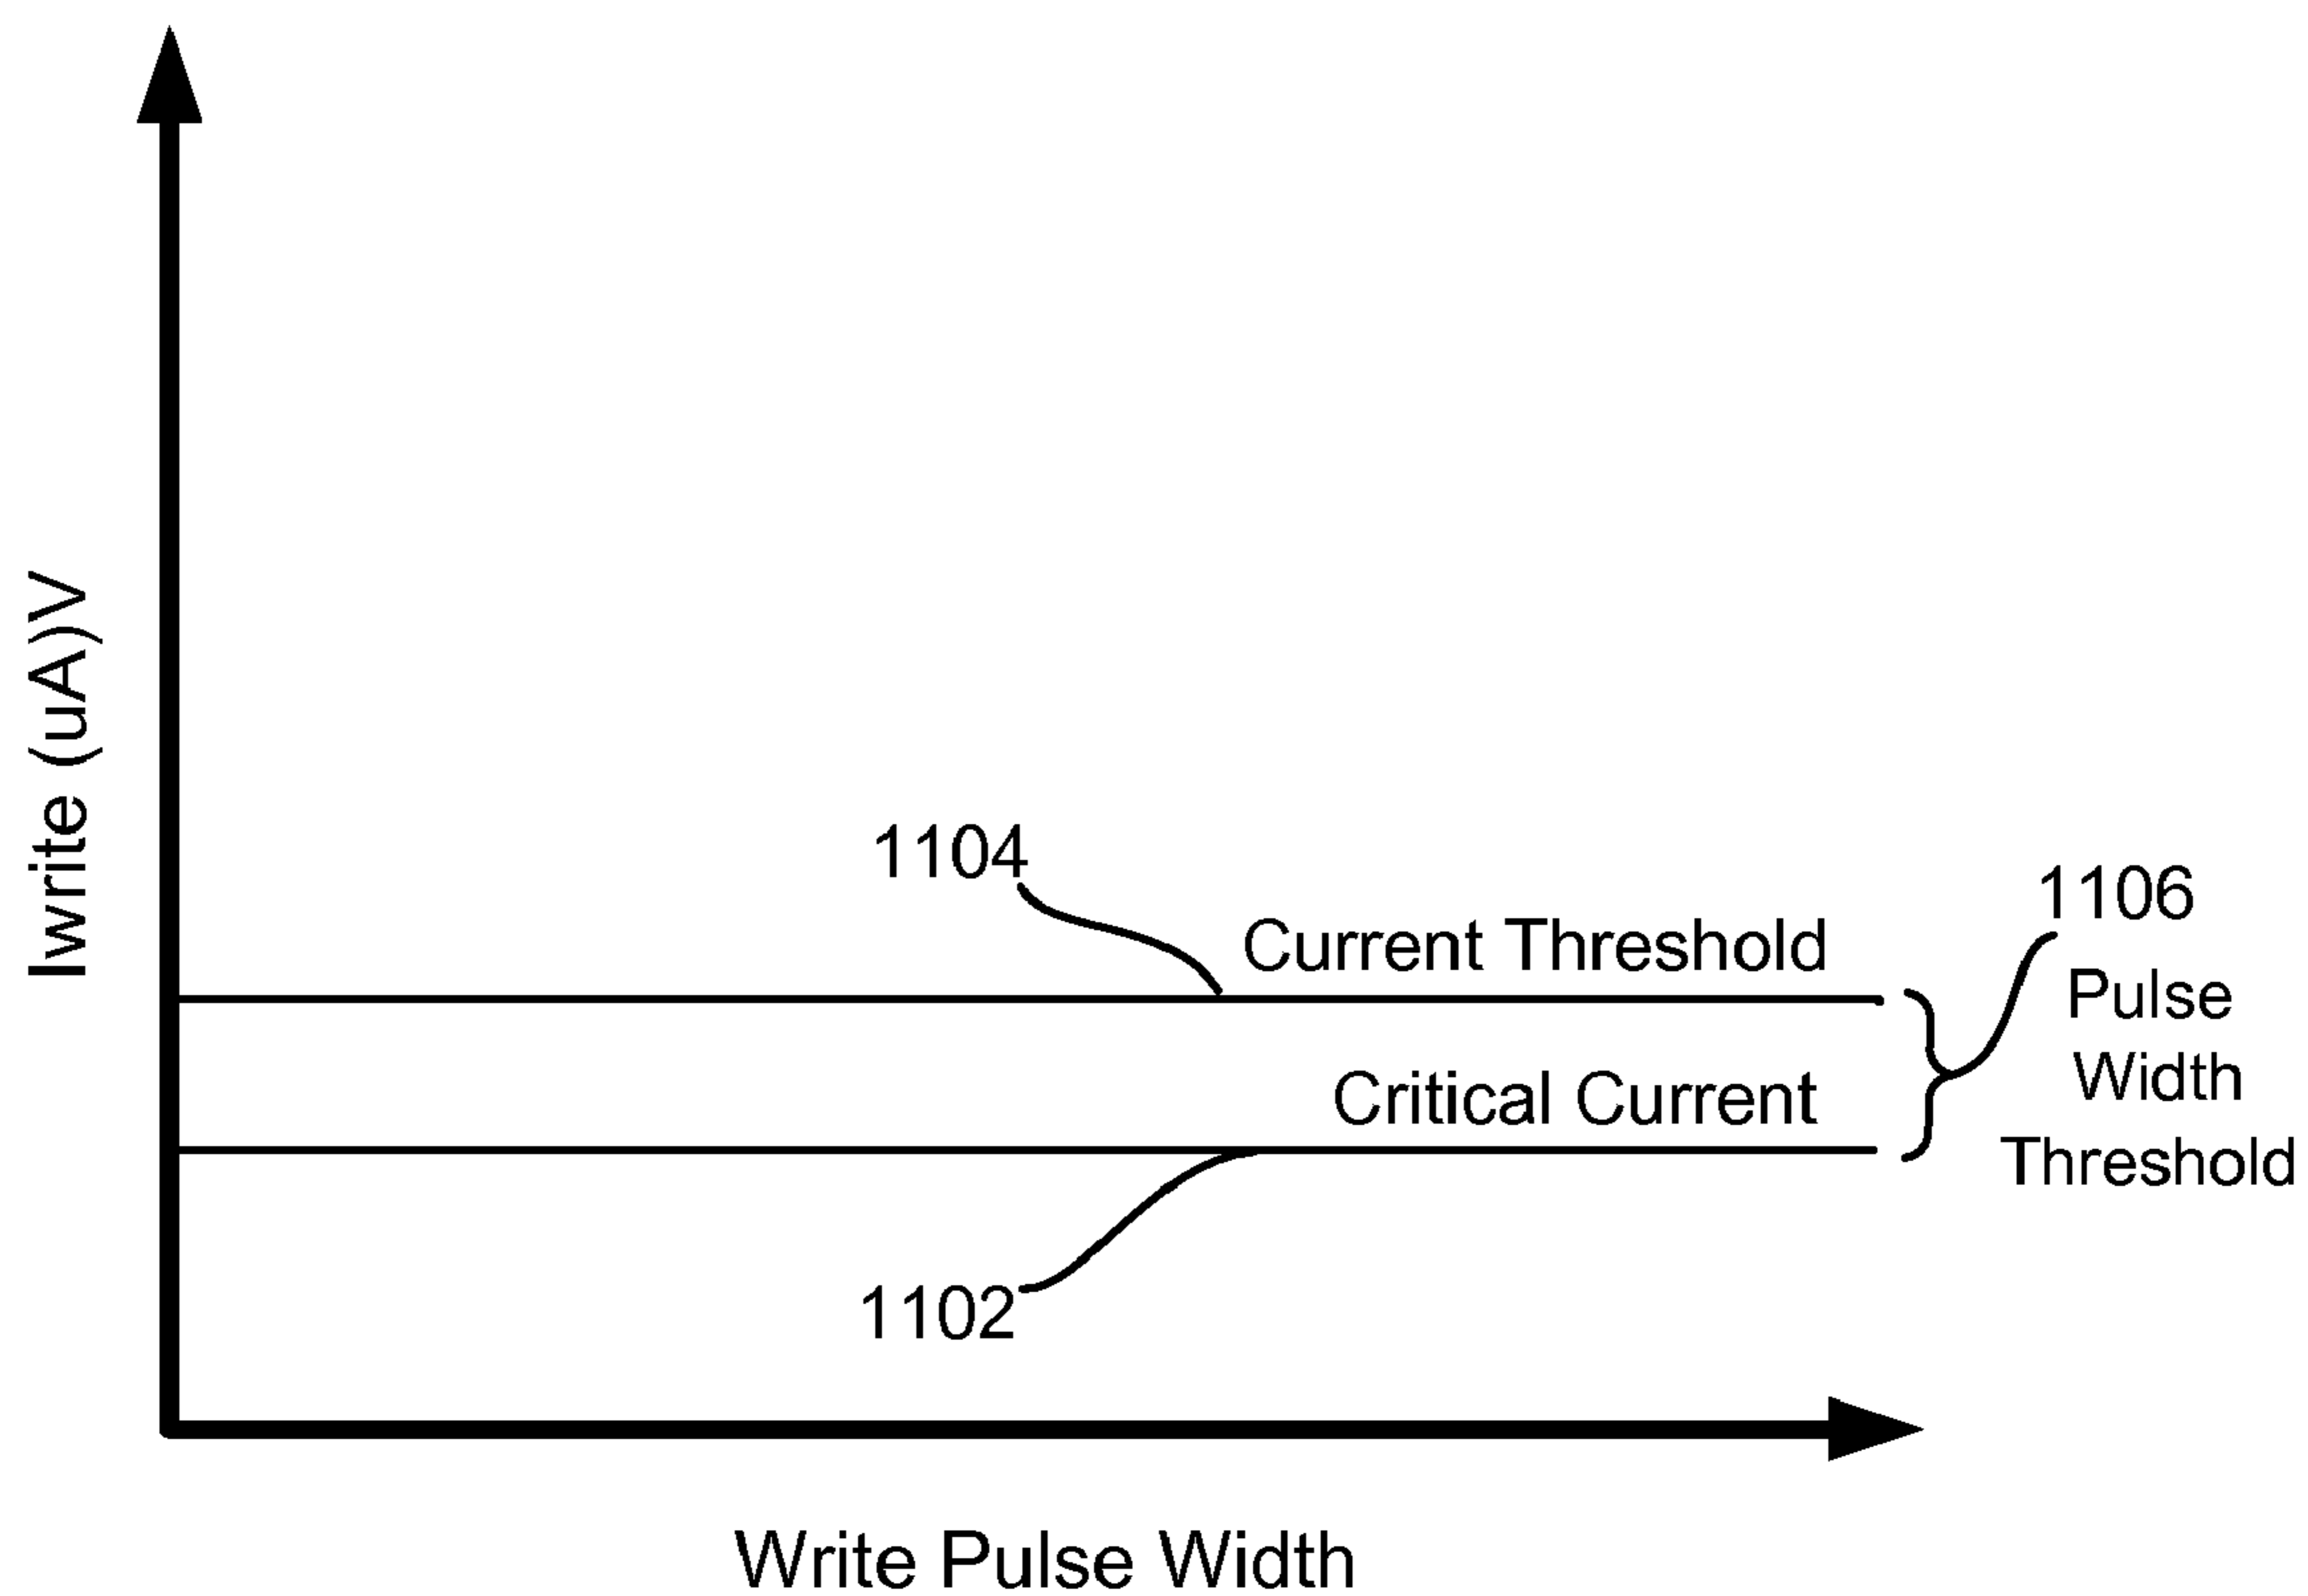 Iwrite (uA)V
1104
Current Threshold
1106
Pulse
Width
Threshold
Critical Current
1102
Write Pulse Width